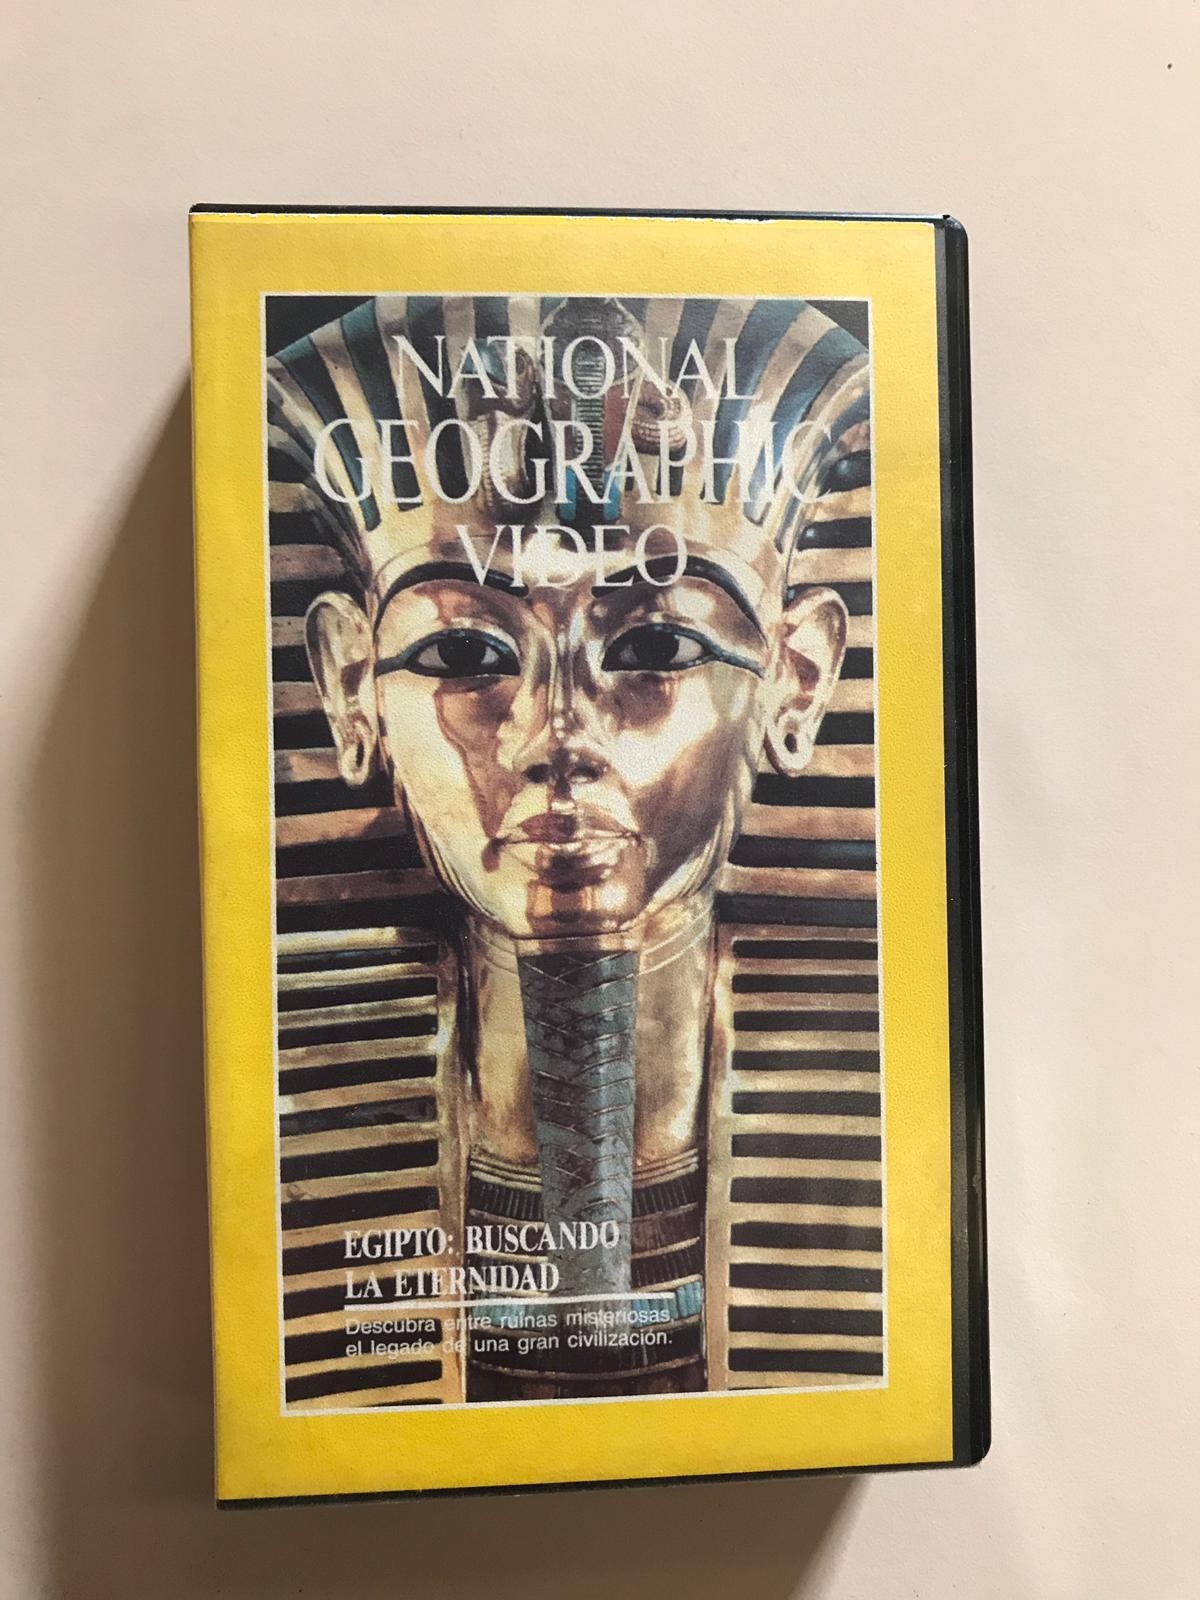 NATIONAL
GEOGRAPHIC
VIDEO
EGIPTO: BUSCANDO
LA ETERNIDAD
Descubra entre ruinas misteriosas,
el legado de una gran civilización.